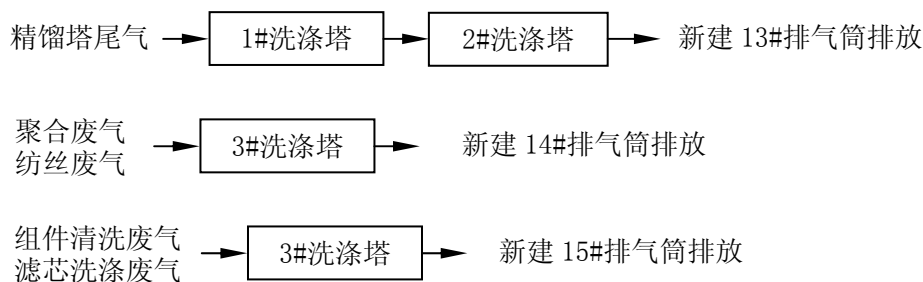 精馏塔尾气 1#洗涤塔 2#洗涤塔 新建 13#排气筒排放
聚合废气
纺丝废气
3#洗涤塔 新建 14#排气筒排放
组件清洗废气
滤芯洗涤废气
3#洗涤塔 新建 15#排气筒排放